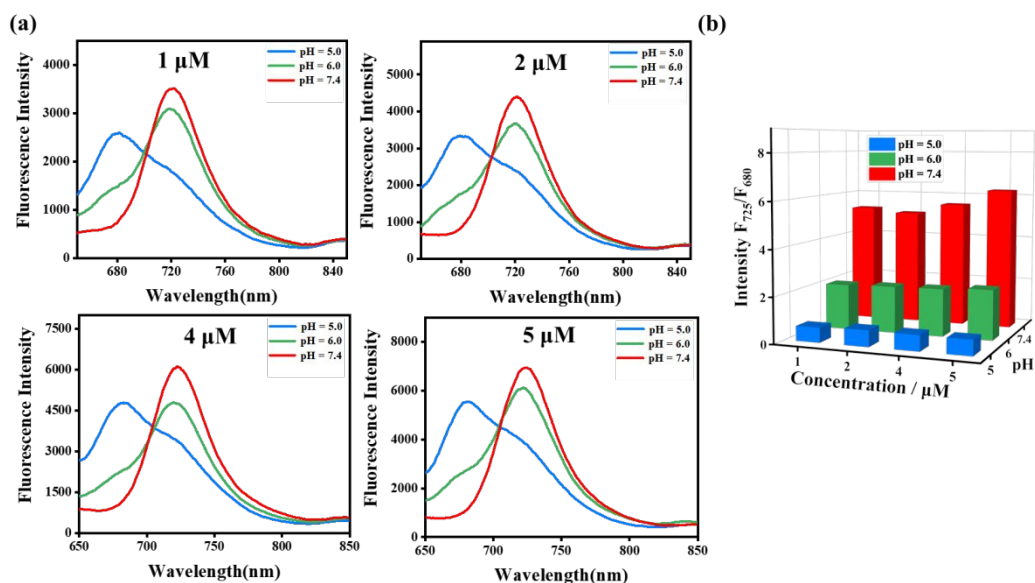 (a)
1 μM
pH = 5.0
pH = 6.0
pH = 7.4
Fluorescence Intensity
4000
3000
2000
1000
0
680 720 760 800 840
Wavelength(nm)
2 μM
pH = 5.0
pH = 6.0
pH = 7.4
Fluorescence Intensity
5000
4000
3000
2000
1000
0
680 720 760 800 840
Wavelength(nm)
4 μM
pH = 5.0
pH = 6.0
pH = 7.4
Fluorescence Intensity
7500
6000
4500
3000
1500
0
650 700 750 800 850
Wavelength(nm)
5 μM
pH = 5.0
pH = 6.0
pH = 7.4
Fluorescence Intensity
8000
6000
4000
2000
0
650 700 750 800 850
Wavelength(nm)
(b)
pH = 5.0
pH = 6.0
pH = 7.4
Intensity F725/F680
8
6
4
2
0
1 2 4 5
Concentration / μM
5 6 7.4
pH